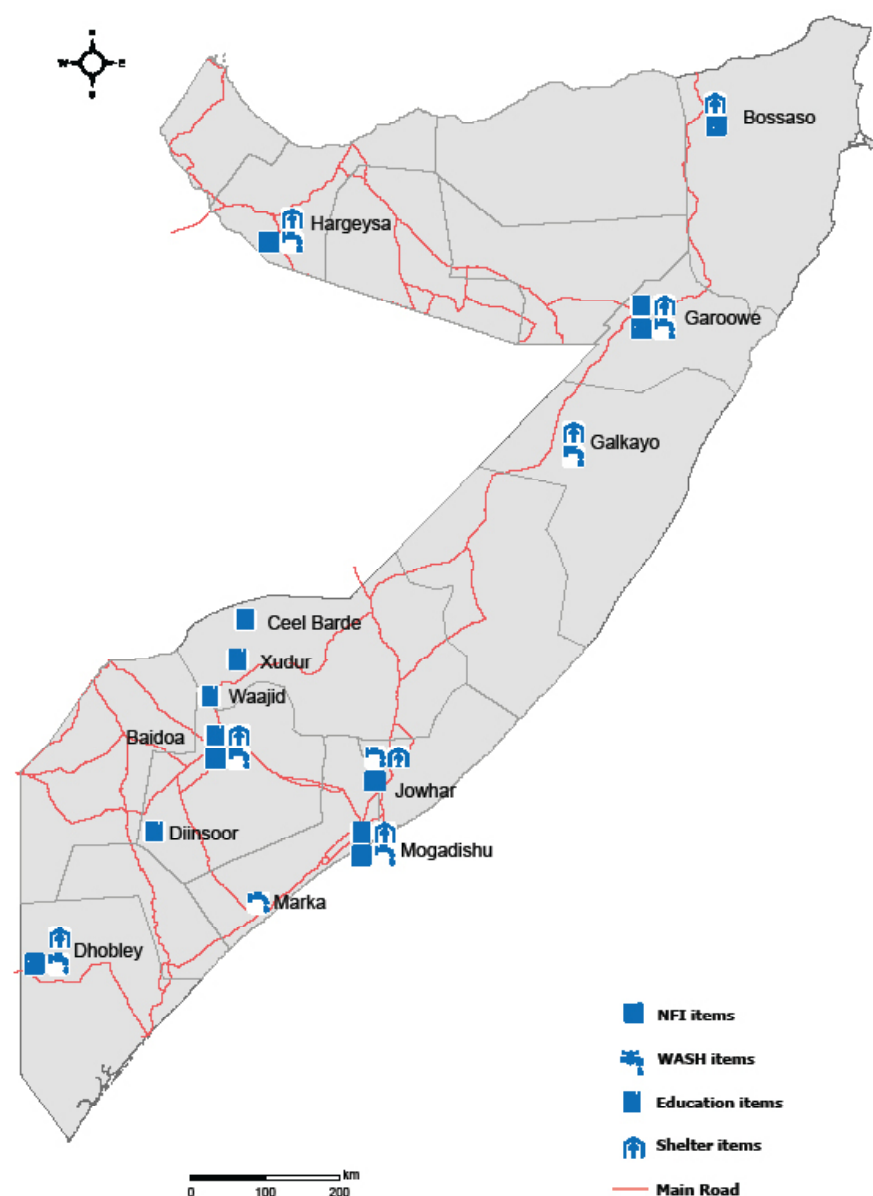 N
W E
S
Bossaso
Hargeysa
Garoowe
Galkayo
Ceel Barde
Xudur
Waajid
Baidoa
Jowhar
Diinsoor
Mogadishu
Marka
Dhobley
NFI items
WASH items
Education items
Shelter items
Main Road
km
0 100 200